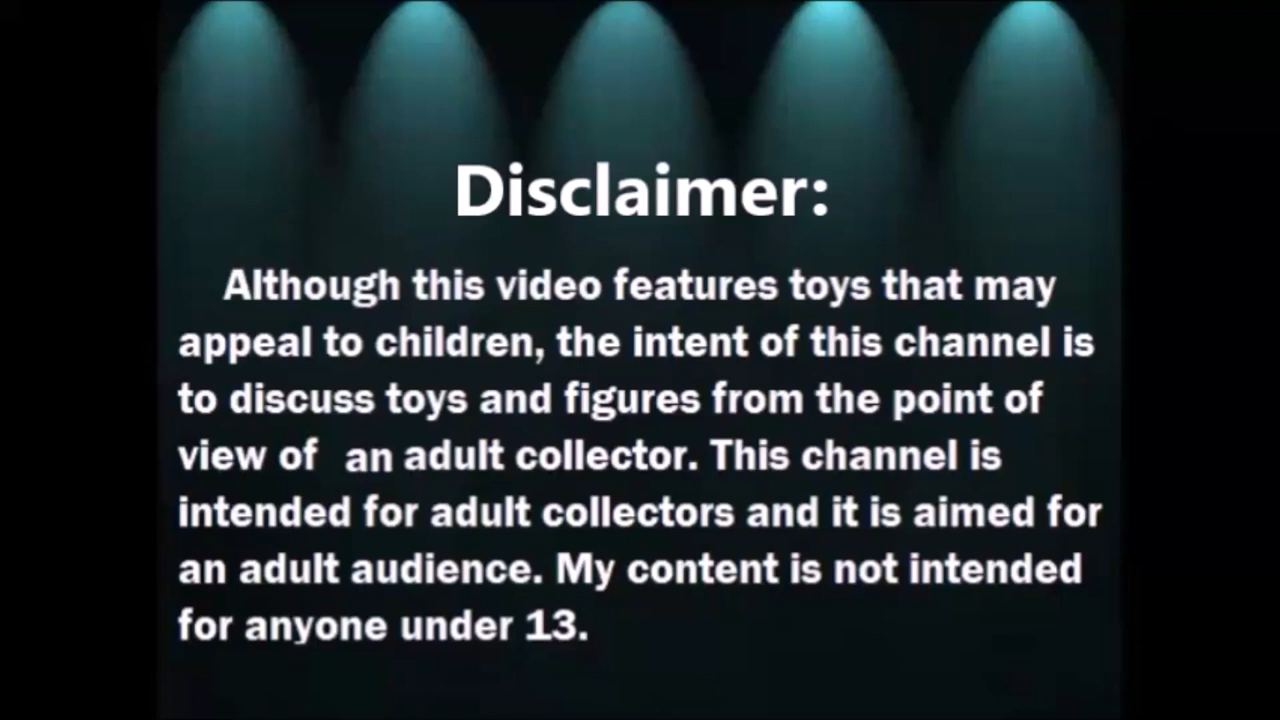 Disclaimer:
Although this video features toys that may
appeal to children, the intent of this channel is
to discuss toys and figures from the point of
view of an adult collector. This channel is
intended for adult collectors and it is aimed for
an adult audience. My content is not intended
for anyone under 13.